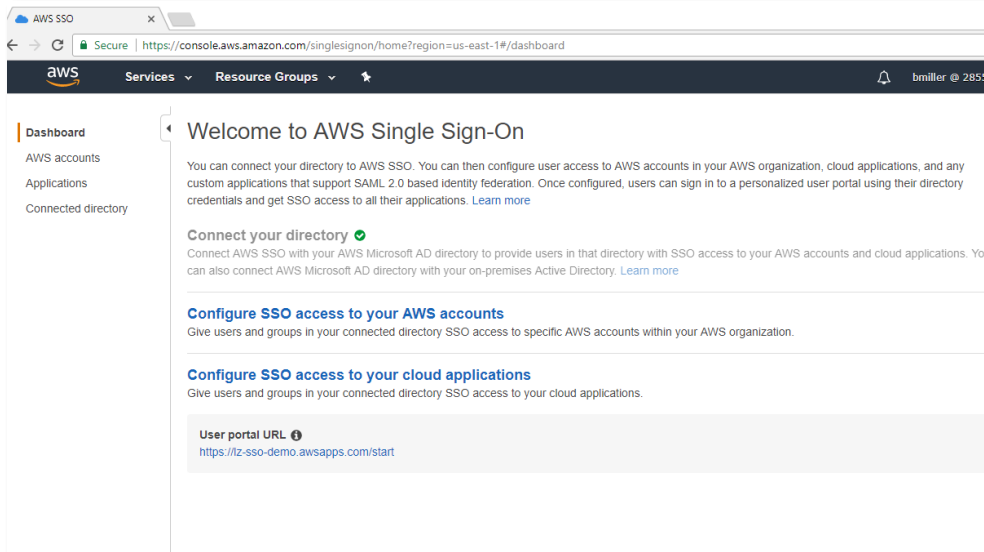 AWS SSO
Secure https://console.aws.amazon.com/singlesignon/home?region=us-east-1#/dashboard
aws Services Resource Groups bmiller @ 2855
Dashboard
AWS accounts
Applications
Connected directory
Welcome to AWS Single Sign-On
You can connect your directory to AWS SSO. You can then configure user access to AWS accounts in your AWS organization, cloud applications, and any
custom applications that support SAML 2.0 based identity federation. Once configured, users can sign in to a personalized user portal using their directory
credentials and get SSO access to all their applications. Learn more
Connect your directory
Connect AWS SSO with your AWS Microsoft AD directory to provide users in that directory with SSO access to your AWS accounts and cloud applications. Yo
can also connect AWS Microsoft AD directory with your on-premises Active Directory. Learn more
Configure SSO access to your AWS accounts
Give users and groups in your connected directory SSO access to specific AWS accounts within your AWS organization.
Configure SSO access to your cloud applications
Give users and groups in your connected directory SSO access to your cloud applications.
User portal URL
https://lz-sso-demo.awsapps.com/start